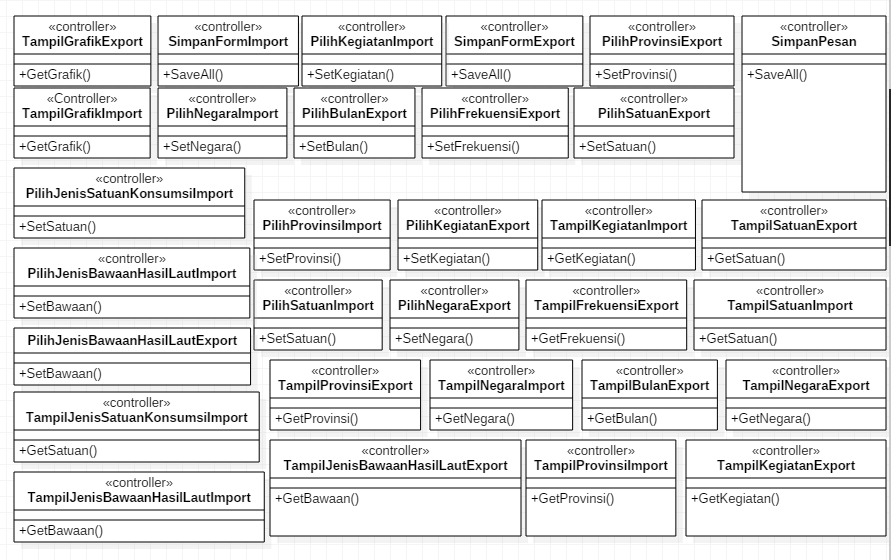 «controller»
TampilGrafikExport
+GetGrafik()
«controller»
SimpanFormImport
+SaveAll()
«controller»
PilihKegiatanImport
+SetKegiatan()
«controller»
SimpanFormExport
+SaveAll()
«controller»
PilihProvinsiExport
+SetProvinsi()
«controller»
SimpanPesan
+SaveAll()
«Controller»
TampilGrafikImport
+GetGrafik()
«controller»
PilihNegaraImport
+SetNegara()
«controller»
PilihBulanExport
+SetBulan()
«controller»
PilihFrekuensiExport
+SetFrekuensi()
«controller»
PilihSatuanExport
+SetSatuan()
«controller»
PilihJenisSatuanKonsumsiImport
+SetSatuan()
«controller»
PilihProvinsiImport
+SetProvinsi()
«controller»
PilihKegiatanExport
+SetKegiatan()
«controller»
TampilKegiatanImport
+GetKegiatan()
«controller»
TampilSatuanExport
+GetSatuan()
«controller»
PilihJenisBawaanHasilLautImport
+SetBawaan()
«controller»
PilihSatuanImport
+SetSatuan()
«controller»
PilihNegaraExport
+SetNegara()
«controller»
TampilFrekuensiExport
+GetFrekuensi()
«controller»
TampilSatuanImport
+GetSatuan()
PilihJenisBawaanHasilLautExport
+SetBawaan()
«controller»
TampilProvinsiExport
+GetProvinsi()
«controller»
TampilNegaraImport
+GetNegara()
«controller»
TampilBulanExport
+GetBulan()
«controller»
TampilNegaraExport
+GetNegara()
«controller»
TampilJenisSatuanKonsumsiImport
+GetSatuan()
«controller»
TampilJenisBawaanHasilLautExport
+GetBawaan()
«controller»
TampilProvinsiImport
+GetProvinsi()
«controller»
TampilKegiatanExport
+GetKegiatan()
«controller»
TampilJenisBawaanHasilLautImport
+GetBawaan()